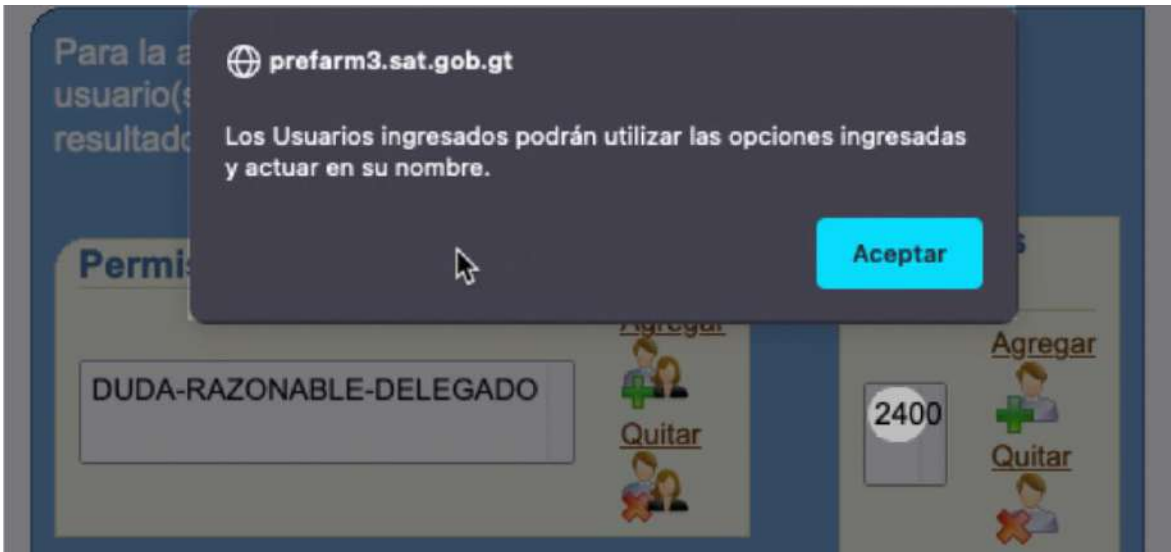 Para la a
usuario(s
resultado
prefarm3.sat.gob.gt
Los Usuarios ingresados podrán utilizar las opciones ingresadas
y actuar en su nombre.
Aceptar
Permis
s
Agregar
DUDA-RAZONABLE-DELEGADO
Quitar
Agregar
2400
Quitar